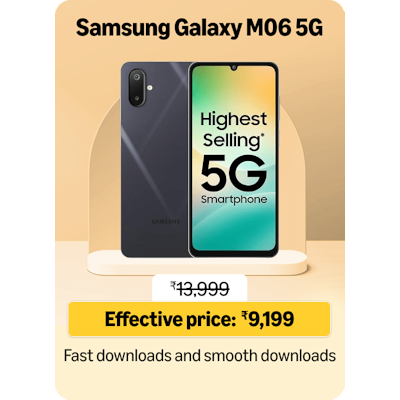 Samsung Galaxy M06 5G
Highest
Selling*
5G
Smartphone
SAMSUNG
₹13,999
Effective price: ₹9,199
Fast downloads and smooth downloads